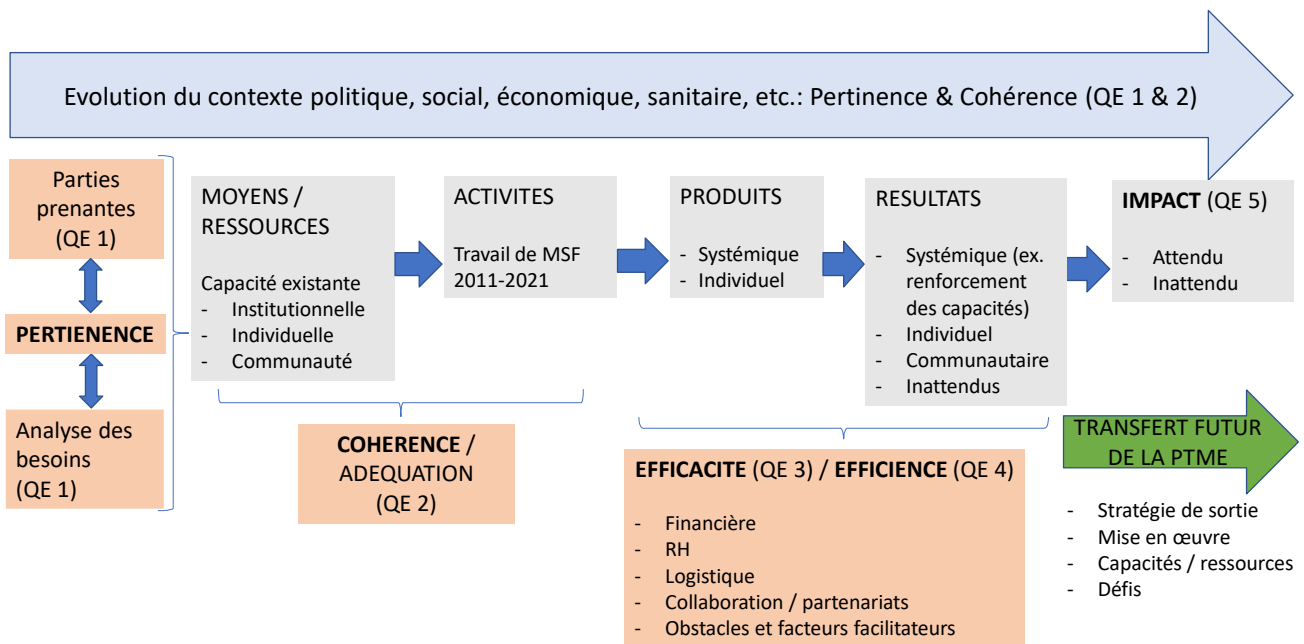 Evolution du contexte politique, social, économique, sanitaire, etc.: Pertinence & Cohérence (QE 1 & 2)
Parties
prenantes
(QE 1)
PERTIENENCE
Analyse des
besoins
(QE 1)
MOYENS /
RESSOURCES
Capacité existante
- Institutionnelle
- Individuelle
- Communauté
ACTIVITES
Travail de MSF
2011-2021
PRODUITS
- Systémique
- Individuel
RESULTATS
- Systémique (ex.
renforcement
des capacités)
- Individuel
- Communautaire
- Inattendus
IMPACT (QE 5)
- Attendu
- Inattendu
COHERENCE /
ADEQUATION
(QE 2)
EFFICACITE (QE 3) / EFFICIENCE (QE 4)
- Financière
- RH
- Logistique
- Collaboration / partenariats
- Obstacles et facteurs facilitateurs
TRANSFERT FUTUR
DE LA PTME
- Stratégie de sortie
- Mise en œuvre
- Capacités / ressources
- Défis